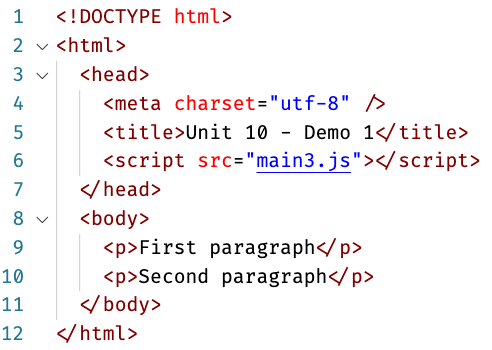 1 <!DOCTYPE html>
2 <html>
3 <head>
4 <meta charset="utf-8" />
5 <title>Unit 10 - Demo 1</title>
6 <script src="main3.js"></script>
7 </head>
8 <body>
9 <p>First paragraph</p>
10 <p>Second paragraph</p>
11 </body>
12 </html>